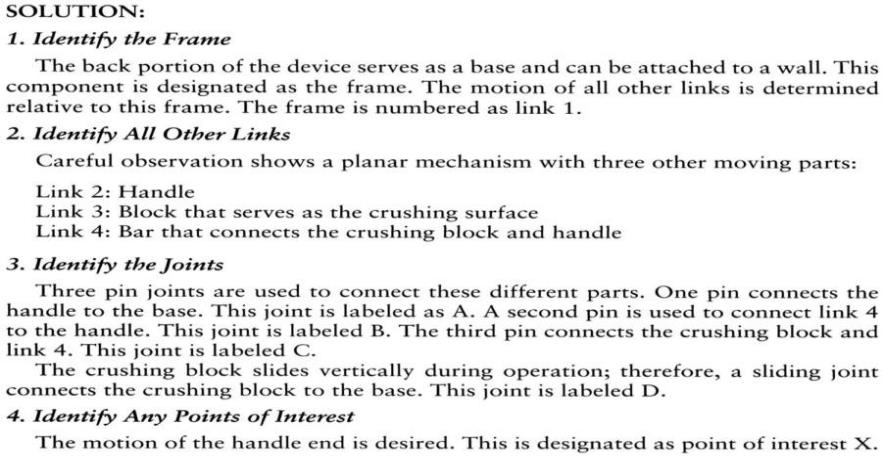 SOLUTION:
1. Identify the Frame
The back portion of the device serves as a base and can be attached to a wall. This
component is designated as the frame. The motion of all other links is determined
relative to this frame. The frame is numbered as link 1.
2. Identify All Other Links
Careful observation shows a planar mechanism with three other moving parts:
Link 2: Handle
Link 3: Block that serves as the crushing surface
Link 4: Bar that connects the crushing block and handle
3. Identify the Joints
Three pin joints are used to connect these different parts. One pin connects the
handle to the base. This joint is labeled as A. A second pin is used to connect link 4
to the handle. This joint is labeled B. The third pin connects the crushing block and
link 4. This joint is labeled C.
The crushing block slides vertically during operation; therefore, a sliding joint
connects the crushing block to the base. This joint is labeled D.
4. Identify Any Points of Interest
The motion of the handle end is desired. This is designated as point of interest X.